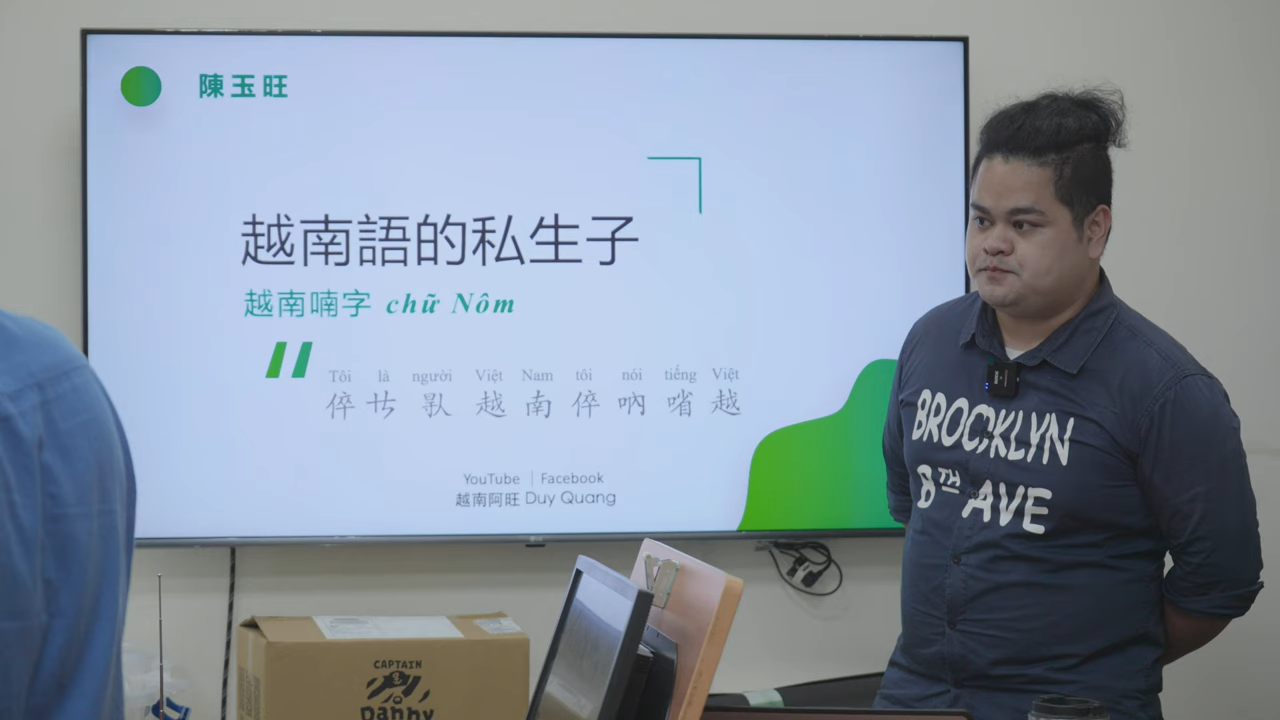 陳玉旺
越南語的私生子
越南喃字 chữ Nôm
Tôi là người Việt Nam tôi nói tiếng Việt
倅 𱺵 𠊛 越 南 倅 吶 㗂 越
YouTube | Facebook
越南阿旺 Duy Quang
BROOKLYN
8TH AVE
CAPTAIN
Danny